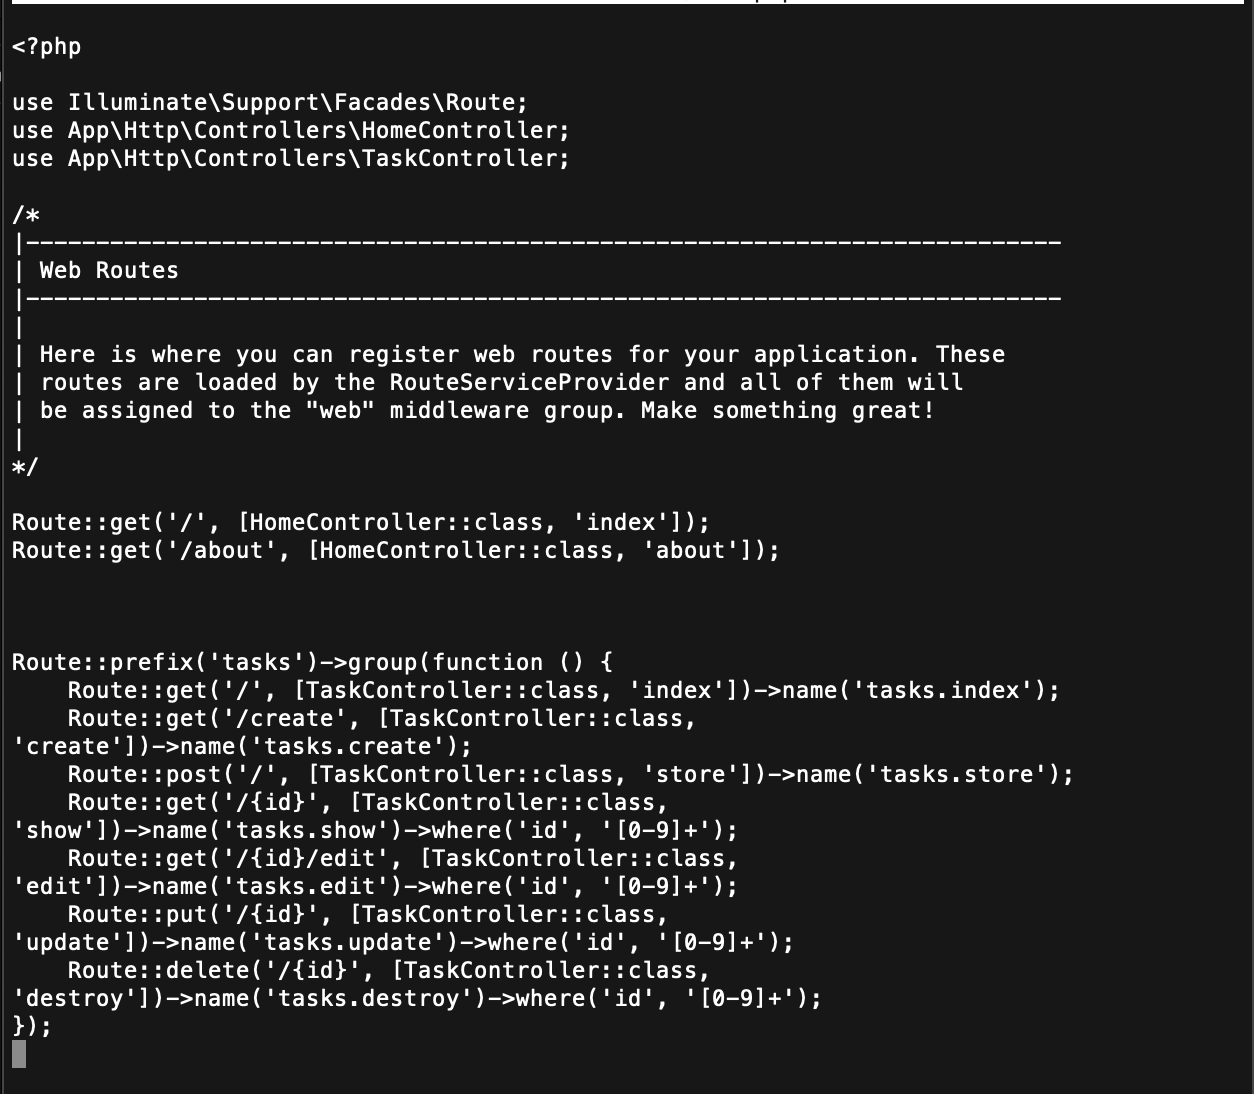 <?php

use Illuminate\Support\Facades\Route;
use App\Http\Controllers\HomeController;
use App\Http\Controllers\TaskController;

/*
|--------------------------------------------------------------------------
| Web Routes
|--------------------------------------------------------------------------
|
| Here is where you can register web routes for your application. These
| routes are loaded by the RouteServiceProvider and all of them will
| be assigned to the "web" middleware group. Make something great!
|
*/

Route::get('/', [HomeController::class, 'index']);
Route::get('/about', [HomeController::class, 'about']);

Route::prefix('tasks')->group(function () {
    Route::get('/', [TaskController::class, 'index'])->name('tasks.index');
    Route::get('/create', [TaskController::class,
'create'])->name('tasks.create');
    Route::post('/', [TaskController::class, 'store'])->name('tasks.store');
    Route::get('/{id}', [TaskController::class,
'show'])->name('tasks.show')->where('id', '[0-9]+');
    Route::get('/{id}/edit', [TaskController::class,
'edit'])->name('tasks.edit')->where('id', '[0-9]+');
    Route::put('/{id}', [TaskController::class,
'update'])->name('tasks.update')->where('id', '[0-9]+');
    Route::delete('/{id}', [TaskController::class,
'destroy'])->name('tasks.destroy')->where('id', '[0-9]+');
});